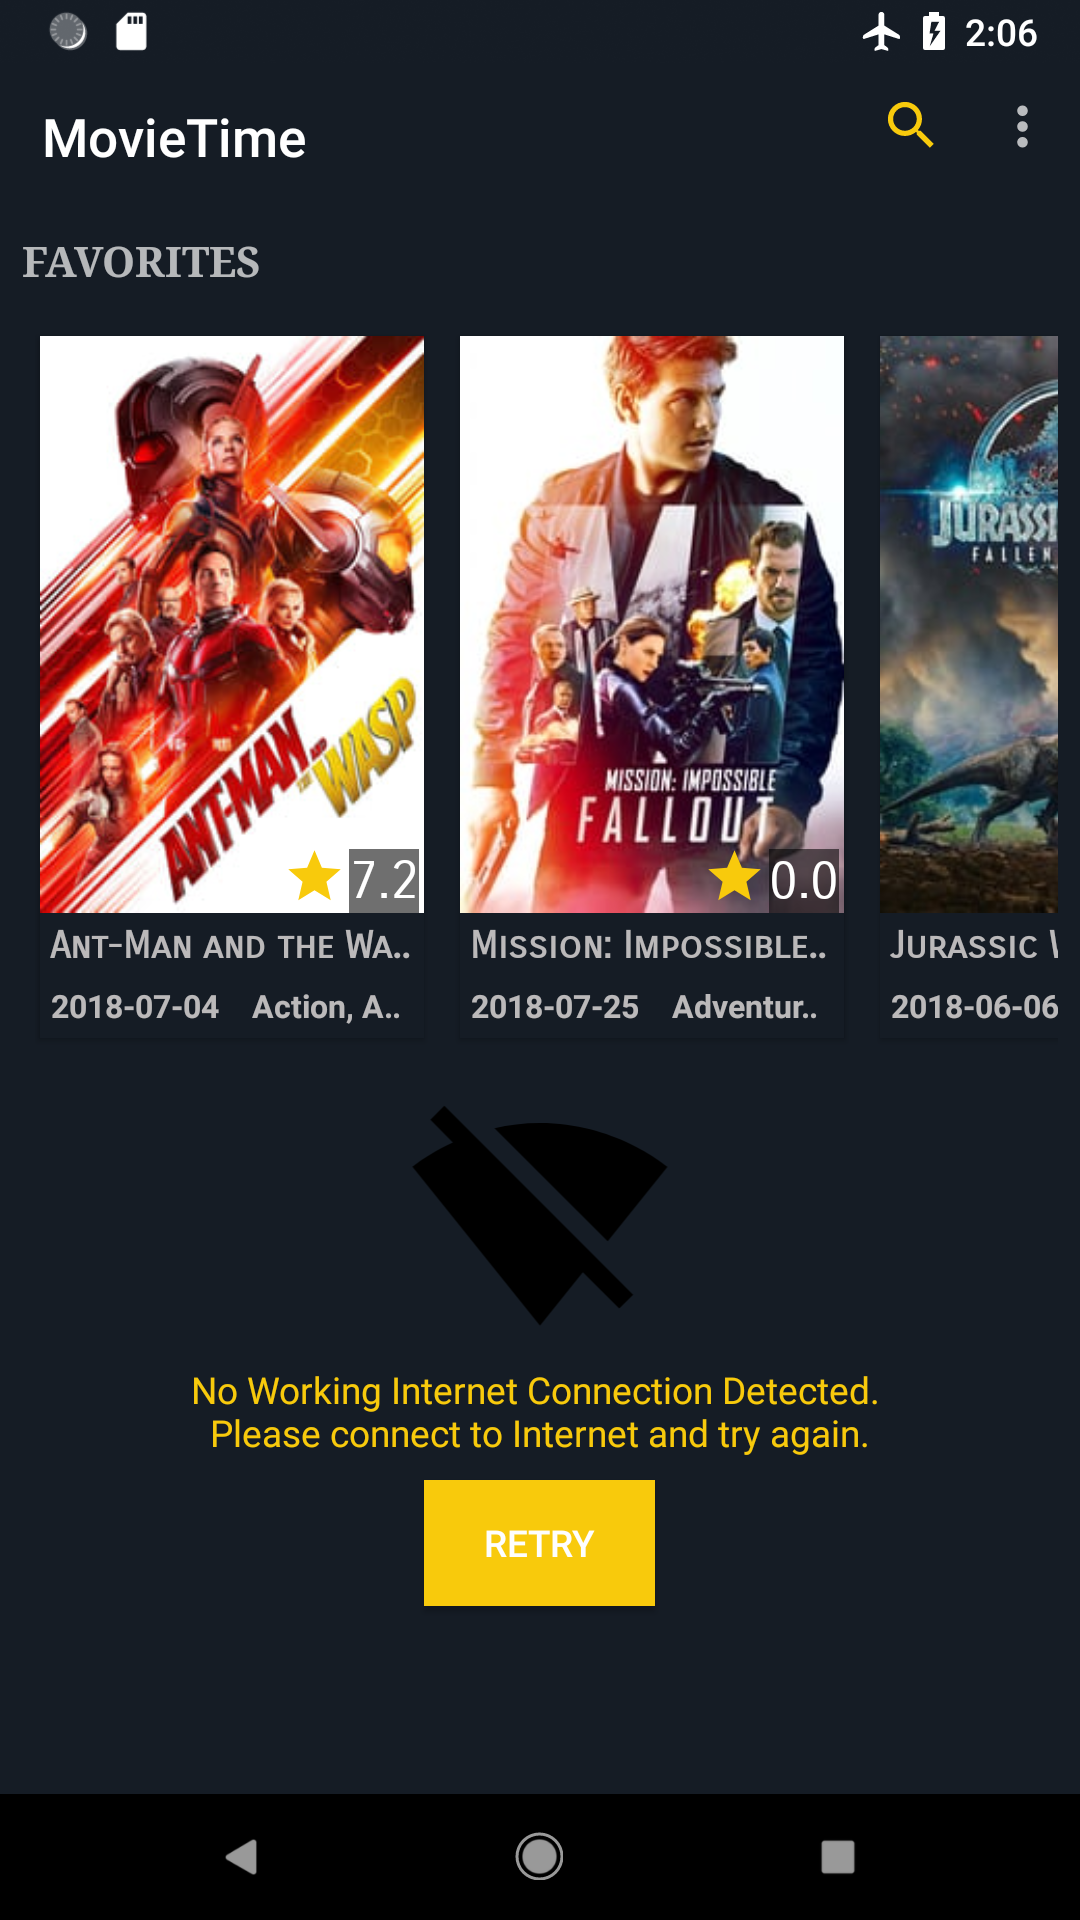 2:06
MovieTime
FAVORITES
ANT-MAN AND THE WASP
MISSION: IMPOSSIBLE
FALLOUT
JURASSI
FALLEN
7.2
0.0
Ant-Man and the Wa..
Mission: Impossible..
Jurassic
2018-07-04 Action, A..
2018-07-25 Adventur..
2018-06-06
No Working Internet Connection Detected.
Please connect to Internet and try again.
RETRY